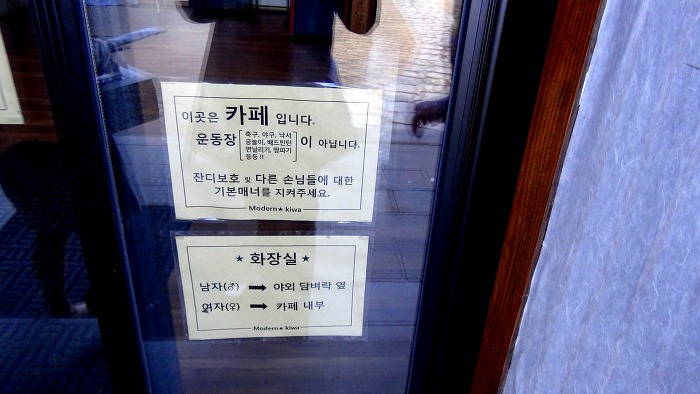 이곳은 카페 입니다.
운동장 [축구, 야구, 낙서 공놀이, 배드민턴 연날리기, 땅파기 등등 !!] 이 아닙니다.
잔디보호 및 다른 손님들에 대한
기본매너를 지켜주세요.
Modern★kiwa
★ 화장실 ★
남자(♂) ➡ 야외 담벼락 옆
여자(♀) ➡ 카페 내부
Modern★kiwa